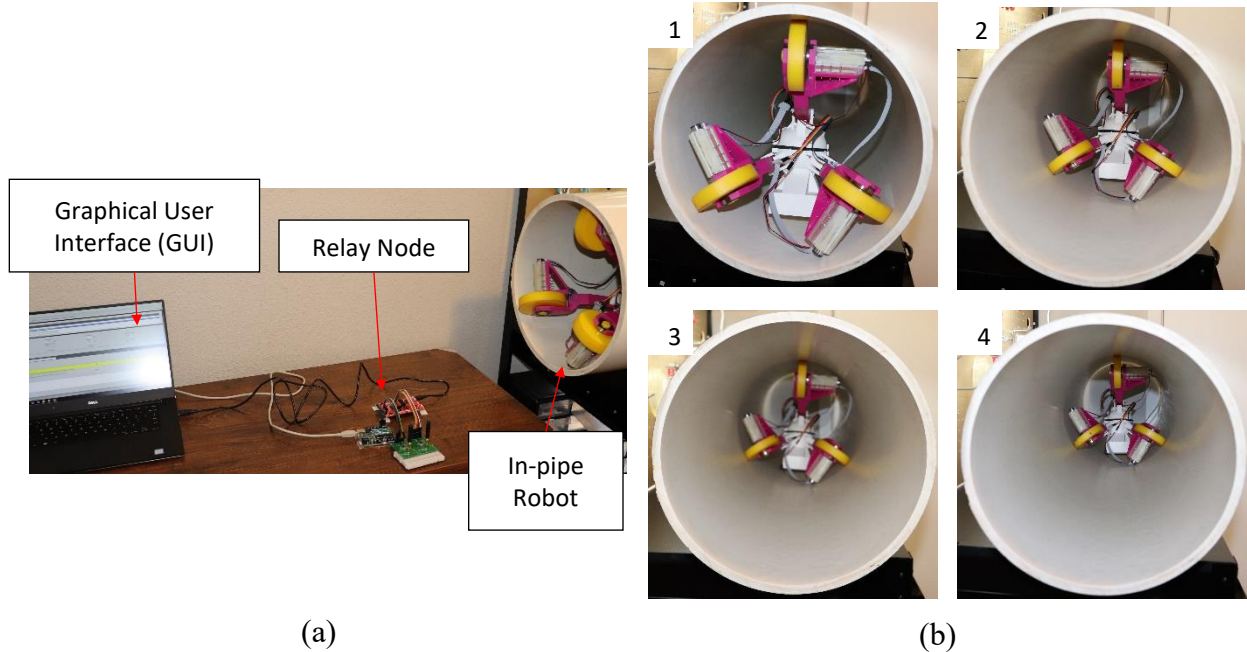 Graphical User
Interface (GUI)
Relay Node
In-pipe
Robot
(a)
1
2
3
4
(b)